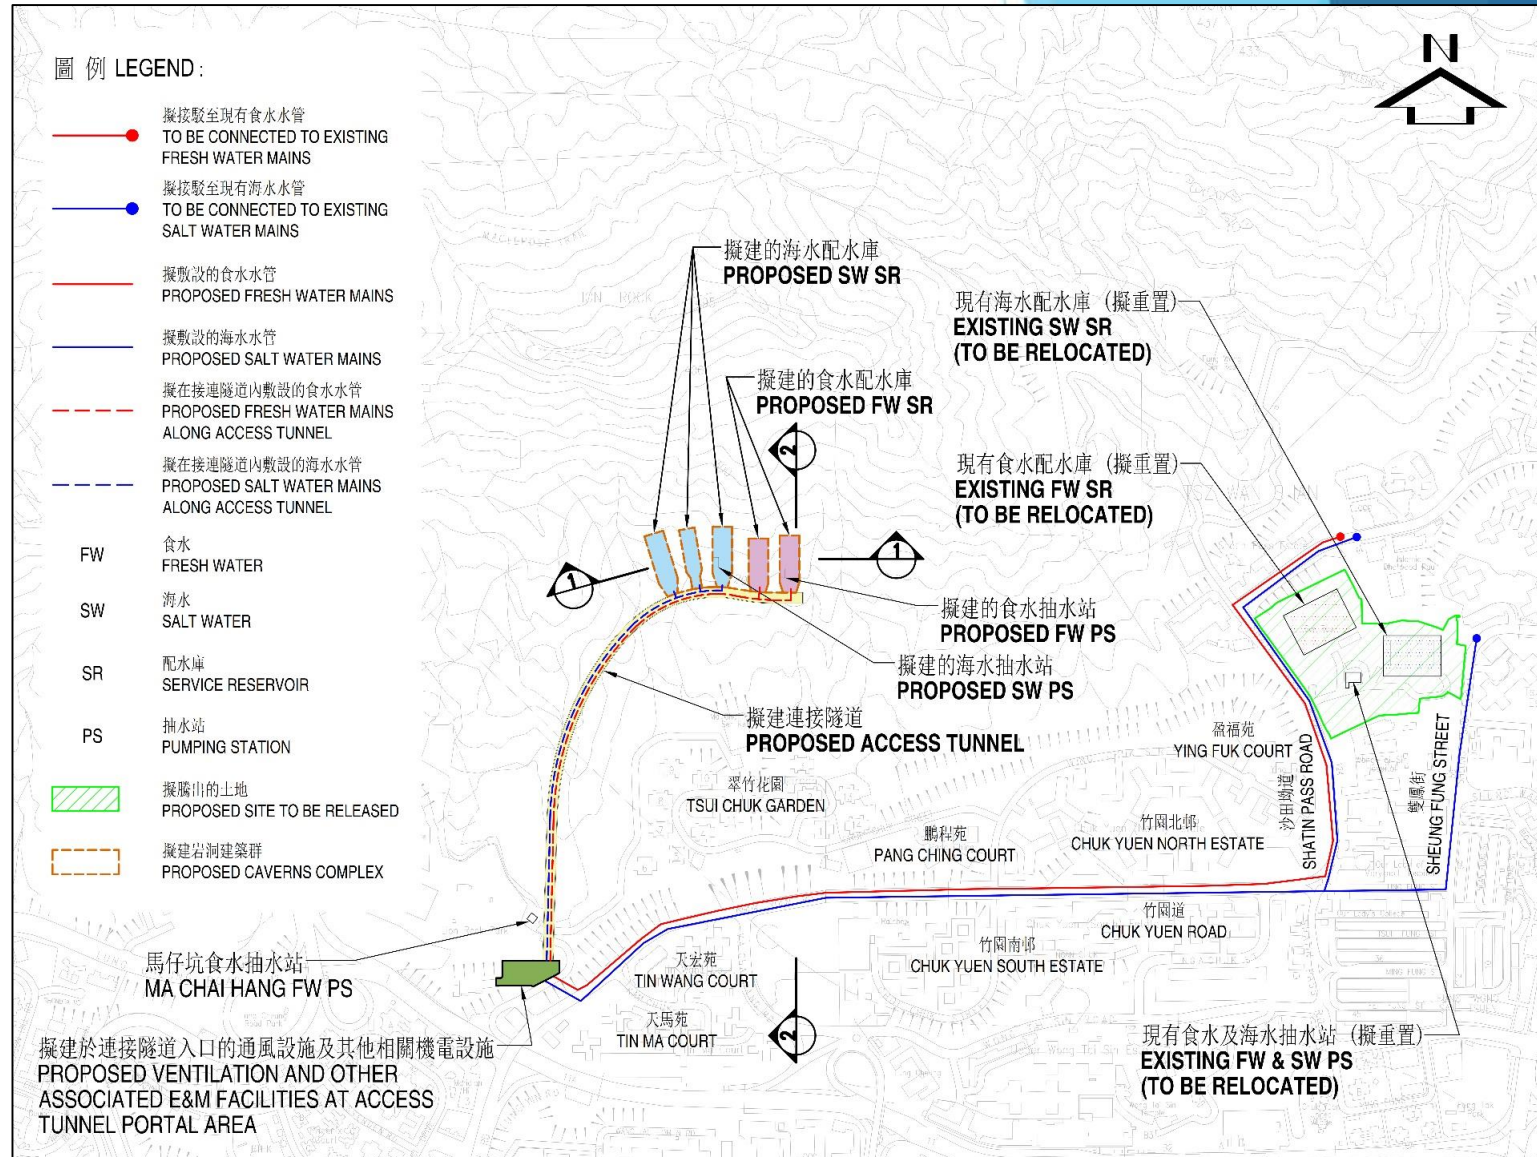 圖 例 LEGEND :
擬接駁至現有食水水管
TO BE CONNECTED TO EXISTING
FRESH WATER MAINS
擬接駁至現有海水水管
TO BE CONNECTED TO EXISTING
SALT WATER MAINS
擬敷設的食水水管
PROPOSED FRESH WATER MAINS
擬敷設的海水水管
PROPOSED SALT WATER MAINS
擬在接連隧道內敷設的食水水管
PROPOSED FRESH WATER MAINS
ALONG ACCESS TUNNEL
擬在接連隧道內敷設的海水水管
PROPOSED SALT WATER MAINS
ALONG ACCESS TUNNEL
FW
食水
FRESH WATER
SW
海水
SALT WATER
SR
配水庫
SERVICE RESERVOIR
PS
抽水站
PUMPING STATION
擬騰出的土地
PROPOSED SITE TO BE RELEASED
擬建岩洞建築群
PROPOSED CAVERNS COMPLEX
N
擬建的海水配水庫
PROPOSED SW SR
擬建的食水配水庫
PROPOSED FW SR
現有海水配水庫 (擬重置)
EXISTING SW SR
(TO BE RELOCATED)
現有食水配水庫 (擬重置)
EXISTING FW SR
(TO BE RELOCATED)
2
1
1
擬建的食水抽水站
PROPOSED FW PS
擬建的海水抽水站
PROPOSED SW PS
擬建連接隧道
PROPOSED ACCESS TUNNEL
盈福苑
YING FUK COURT
沙田坳道
SHATIN PASS ROAD
雙鳳街
SHEUNG FUNG STREET
翠竹花園
TSUI CHUK GARDEN
鵬程苑
PANG CHING COURT
竹園北邨
CHUK YUEN NORTH ESTATE
竹園道
CHUK YUEN ROAD
竹園南邨
CHUK YUEN SOUTH ESTATE
天宏苑
TIN WANG COURT
天馬苑
TIN MA COURT
2
馬仔坑食水抽水站
MA CHAI HANG FW PS
擬建於連接隧道入口的通風設施及其他相關機電設施
PROPOSED VENTILATION AND OTHER
ASSOCIATED E&M FACILITIES AT ACCESS
TUNNEL PORTAL AREA
現有食水及海水抽水站 (擬重置)
EXISTING FW & SW PS
(TO BE RELOCATED)